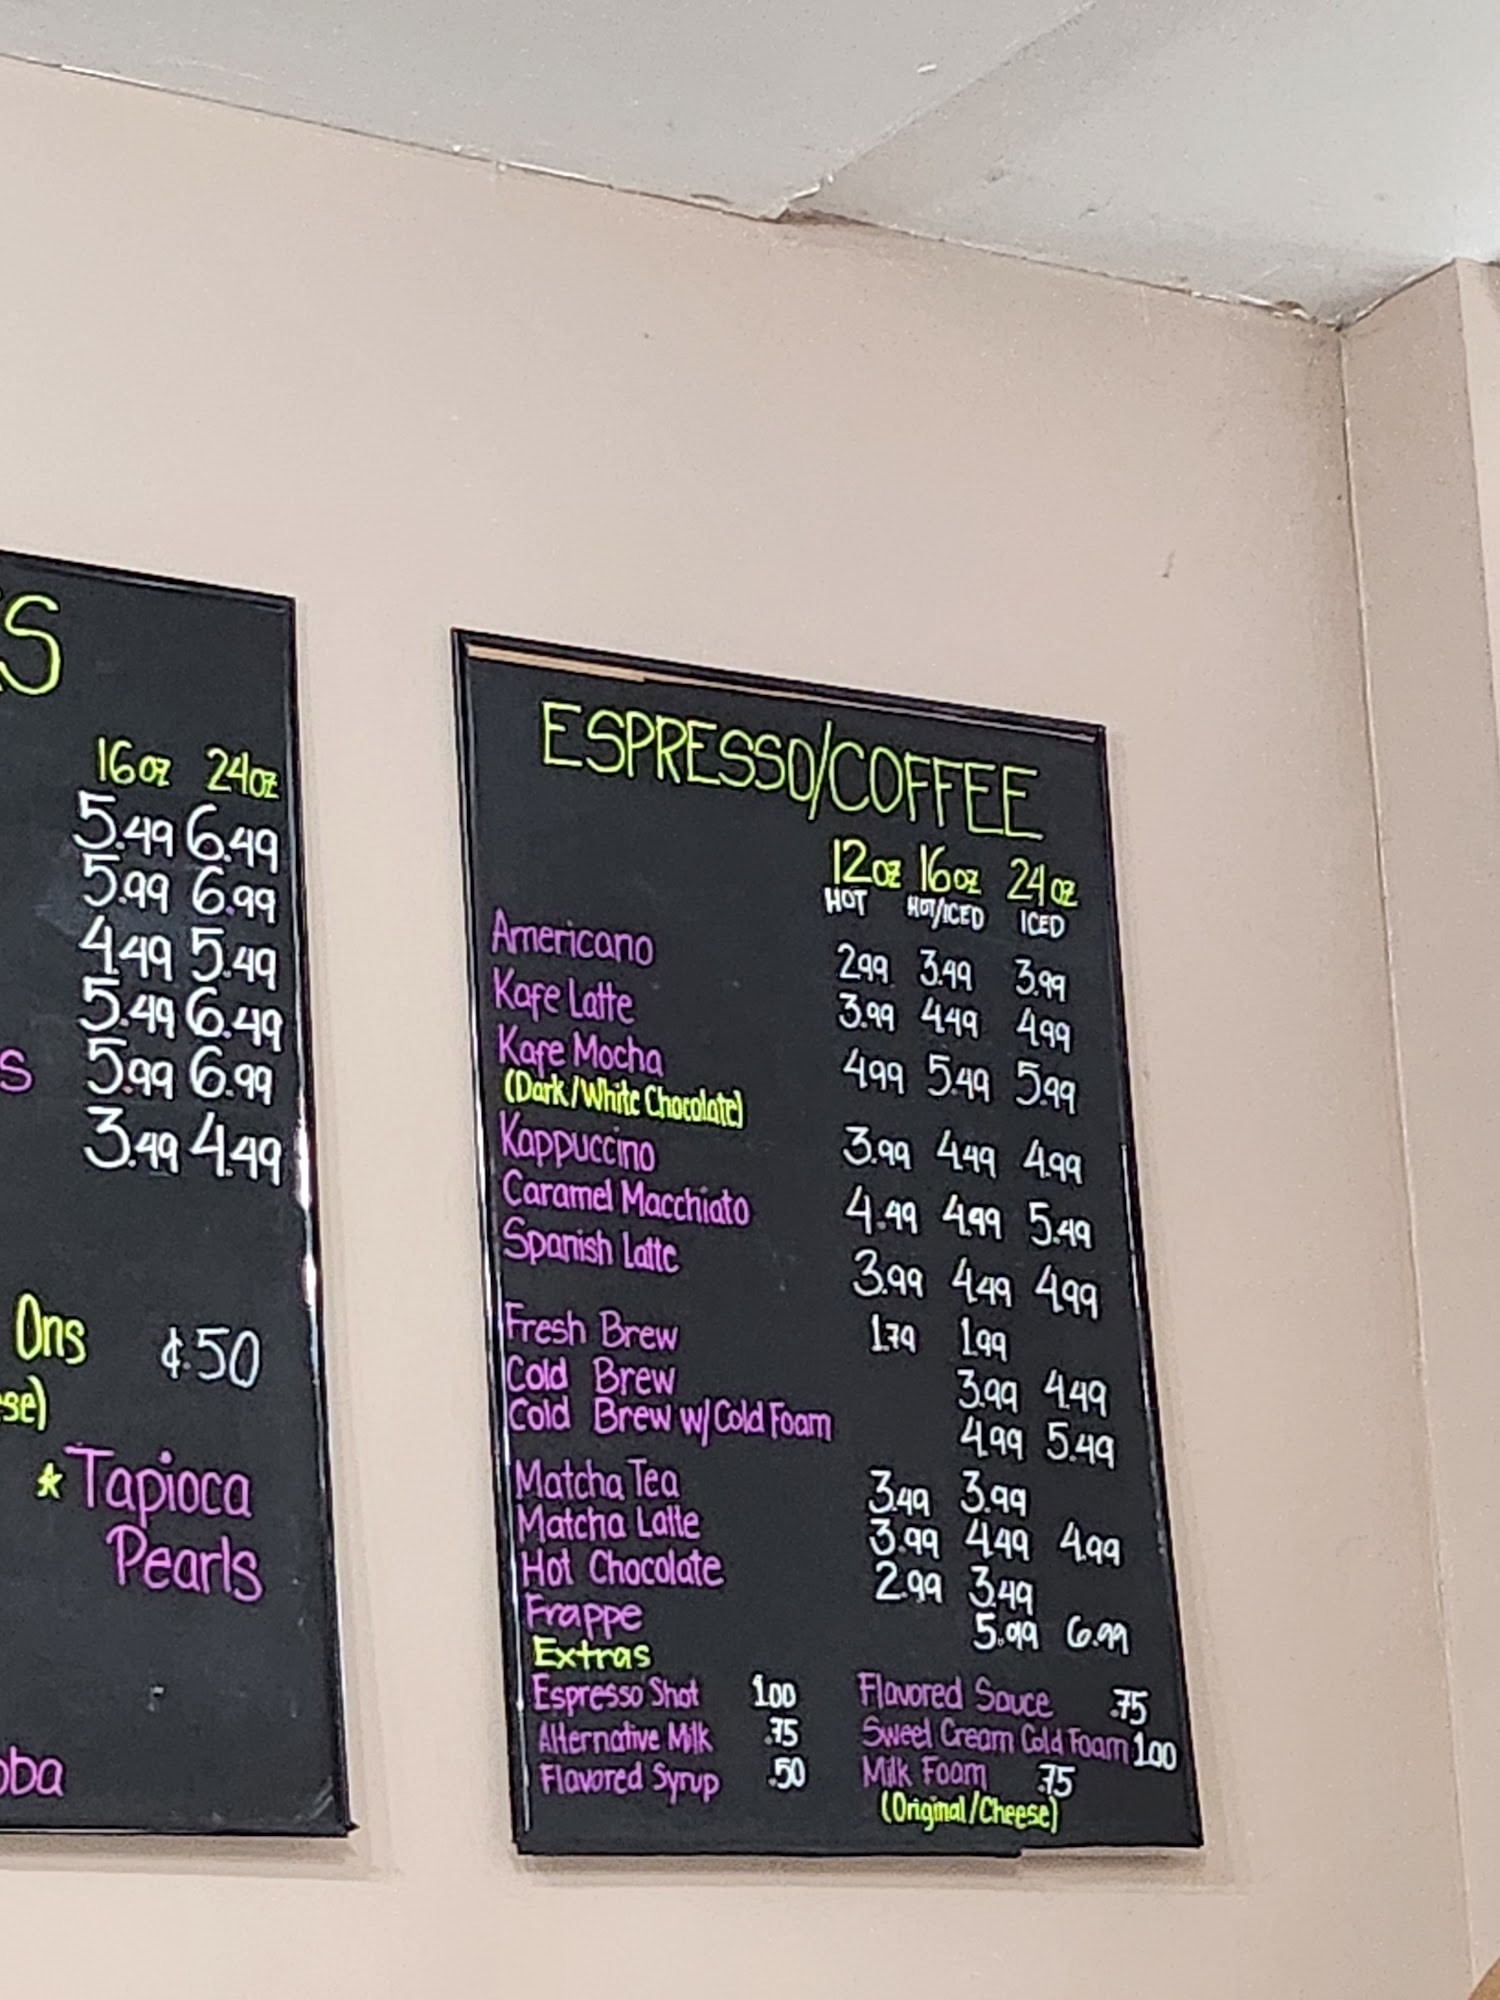 16oz 24oz
5.49 6.49
5.99 6.99
4.49 5.49
5.49 6.49
s 5.99 6.99
3.49 4.49
Ons ¢.50
* Tapioca
Pearls
ESPRESSO/COFFEE
12oz 16oz 24oz
HOT HOT/ICED ICED
Americano 2.99 3.49 3.99
Kafe Latte 3.99 4.49 4.99
Kafe Mocha 4.99 5.49 5.99
(Dark/White Chocolate)
Kappuccino 3.99 4.49 4.99
Caramel Macchiato 4.49 4.99 5.49
Spanish Latte 3.99 4.49 4.99
Fresh Brew 1.79 1.99
Cold Brew 3.99 4.49
Cold Brew w/ Cold Foam 4.99 5.49
Matcha Tea 3.49 3.99
Matcha Latte 3.99 4.49 4.99
Hot Chocolate 2.99 3.49
Frappe 5.99 6.99
Extras
Espresso Shot 1.00 Flavored Sauce .75
Alternative Milk .75 Sweet Cream Cold Foam 1.00
Flavored Syrup .50 Milk Foam .75
(Original/Cheese)